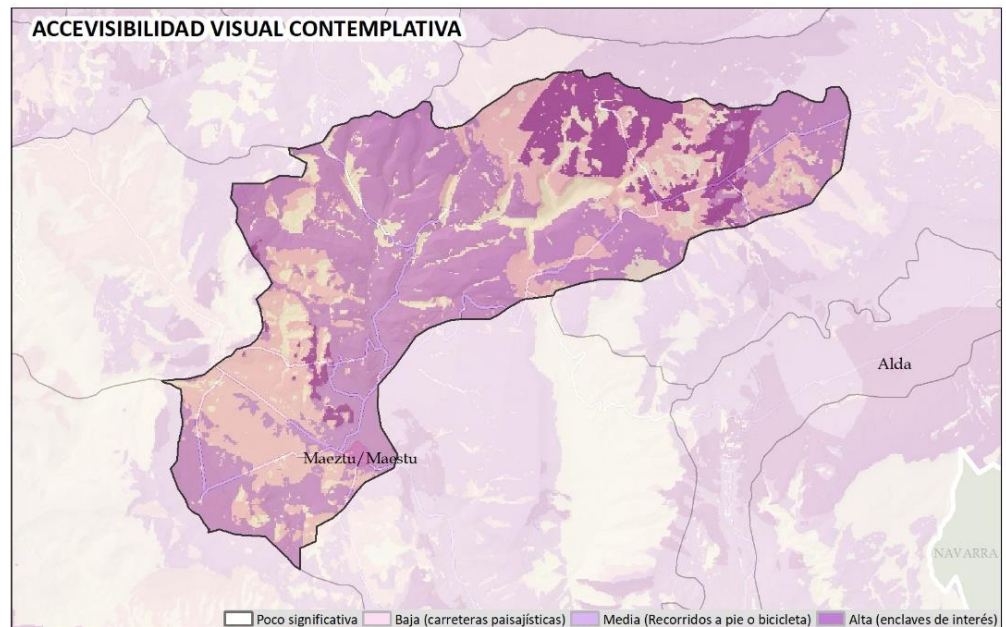 ACCEVISIBILIDAD VISUAL CONTEMPLATIVA
Alda
Maeztu/Maestu
NAVARRA
Poco significativa
Baja (carreteras paisajísticas)
Media (Recorridos a pie o bicicleta)
Alta (enclaves de interés)